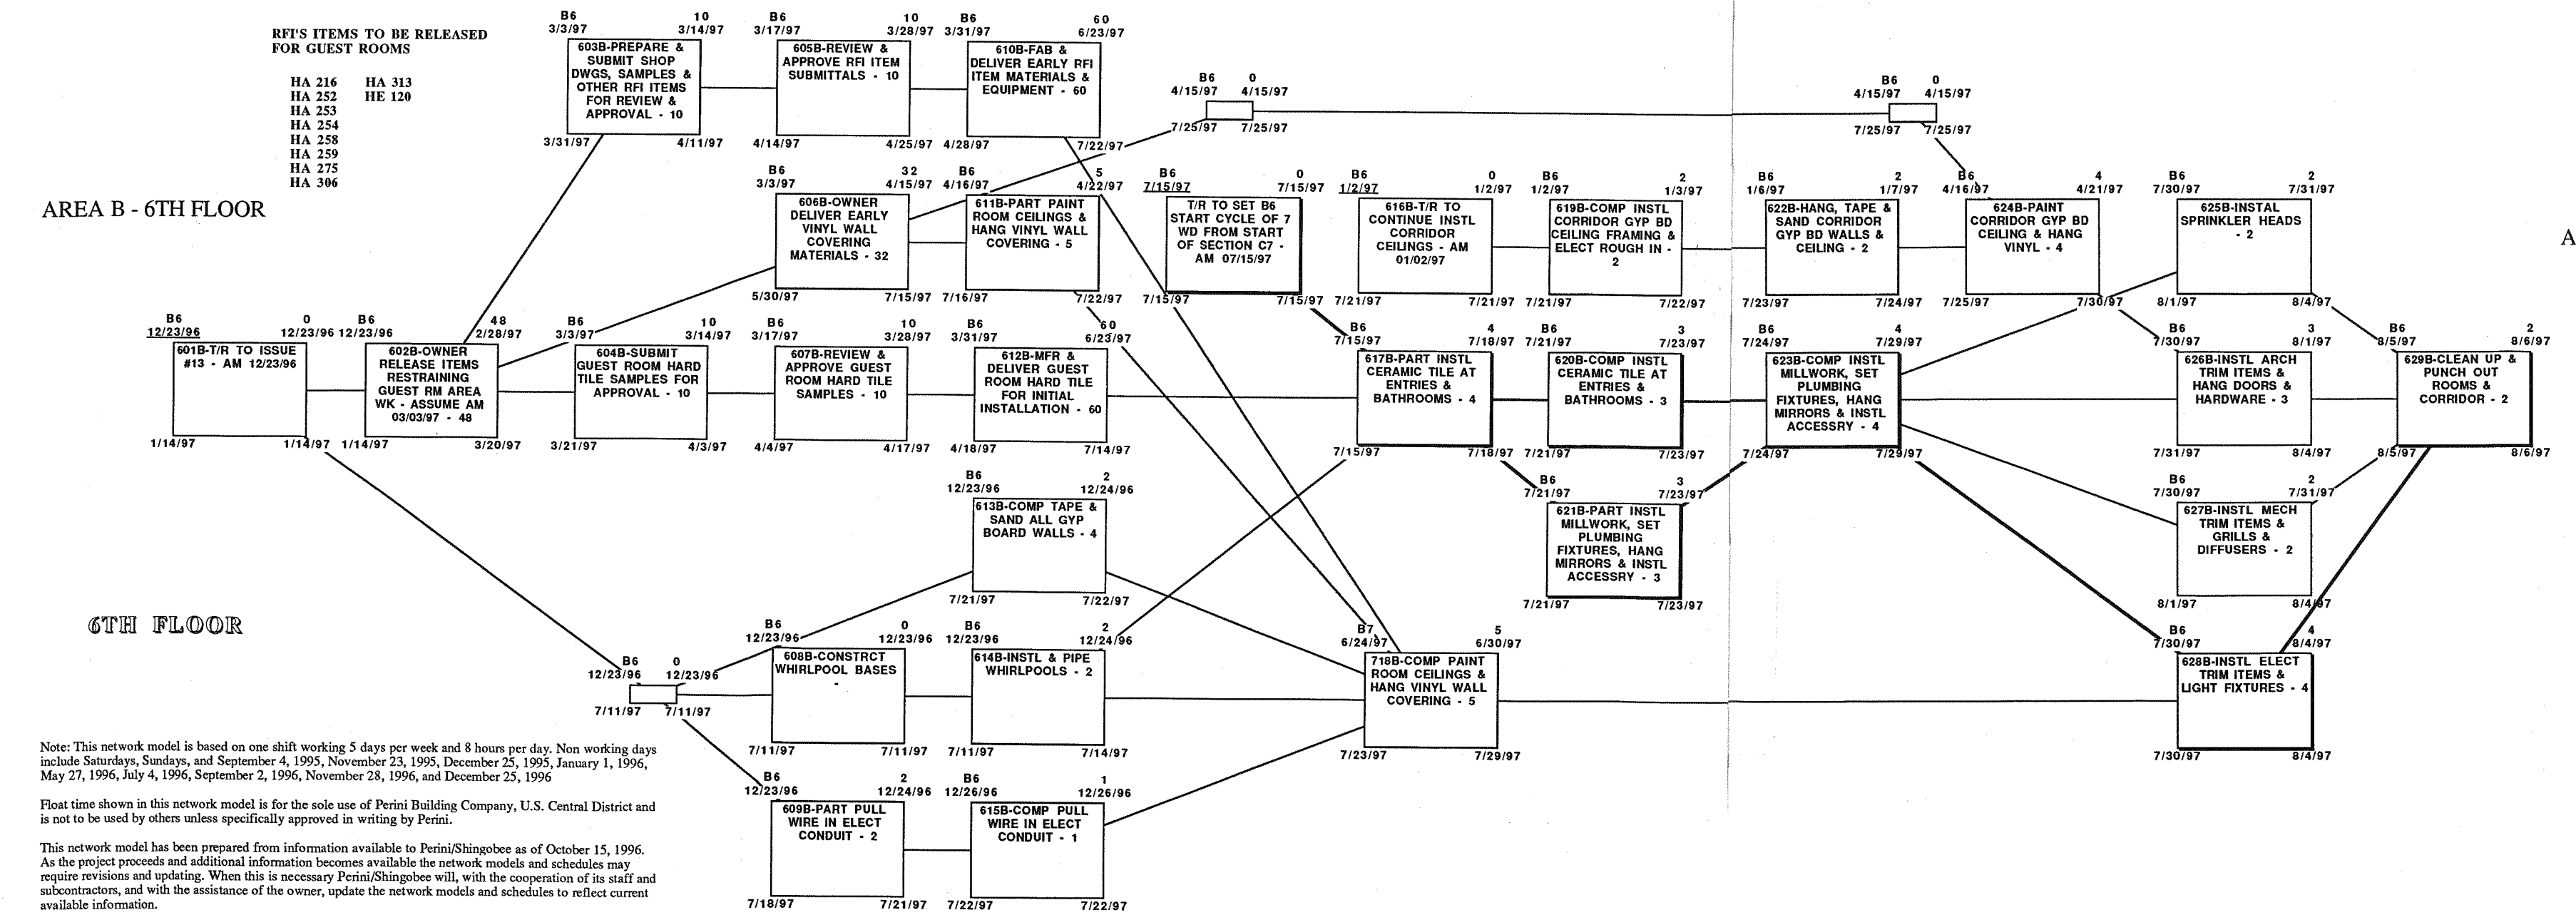 RFI'S ITEMS TO BE RELEASED
FOR GUEST ROOMS
HA 216 HA 313
HA 252 HE 120
HA 253
HA 254
HA 258
HA 259
HA 275
HA 306
AREA B - 6TH FLOOR
6TH FLOOR
B6 10
3/3/97 3/14/97
603B-PREPARE &
SUBMIT SHOP
DWGS, SAMPLES &
OTHER RFI ITEMS
FOR REVIEW &
APPROVAL - 10
3/31/97 4/11/97
B6 10
3/17/97 3/28/97
605B-REVIEW &
APPROVE RFI ITEM
SUBMITTALS - 10
4/14/97 4/25/97
B6 60
3/31/97 6/23/97
610B-FAB &
DELIVER EARLY RFI
ITEM MATERIALS &
EQUIPMENT - 60
4/28/97 7/22/97
B6 0
4/15/97 4/15/97
7/25/97 7/25/97
B6 0
4/15/97 4/15/97
7/25/97 7/25/97
B6 32
3/3/97 4/15/97
606B-OWNER
DELIVER EARLY
VINYL WALL
COVERING
MATERIALS - 32
5/30/97 7/15/97
B6 5
4/16/97 4/22/97
611B-PART PAINT
ROOM CEILINGS &
HANG VINYL WALL
COVERING - 5
7/16/97 7/22/97
B6 0
7/15/97 7/15/97
T/R TO SET B6
START CYCLE OF 7
WD FROM START
OF SECTION C7 -
AM 07/15/97
7/15/97 7/15/97
B6 0
1/2/97 1/2/97
616B-T/R TO
CONTINUE INSTL
CORRIDOR
CEILINGS - AM
01/02/97
7/21/97 7/21/97
B6 2
1/2/97 1/3/97
619B-COMP INSTL
CORRIDOR GYP BD
CEILING FRAMING &
ELECT ROUGH IN -
2
7/21/97 7/22/97
B6 2
1/6/97 1/7/97
622B-HANG, TAPE &
SAND CORRIDOR
GYP BD WALLS &
CEILING - 2
7/23/97 7/24/97
B6 4
4/16/97 4/21/97
624B-PAINT
CORRIDOR GYP BD
CEILING & HANG
VINYL - 4
7/25/97 7/30/97
B6 2
7/30/97 7/31/97
625B-INSTAL
SPRINKLER HEADS
- 2
8/1/97 8/4/97
A
B6 0
12/23/96 12/23/96
601B-T/R TO ISSUE
#13 - AM 12/23/96
1/14/97 1/14/97
B6 48
12/23/96 2/28/97
602B-OWNER
RELEASE ITEMS
RESTRAINING
GUEST RM AREA
WK - ASSUME AM
03/03/97 - 48
1/14/97 3/20/97
B6 10
3/3/97 3/14/97
604B-SUBMIT
GUEST ROOM HARD
TILE SAMPLES FOR
APPROVAL - 10
3/21/97 4/3/97
B6 10
3/17/97 3/28/97
607B-REVIEW &
APPROVE GUEST
ROOM HARD TILE
SAMPLES - 10
4/4/97 4/17/97
B6 60
3/31/97 6/23/97
612B-MFR &
DELIVER GUEST
ROOM HARD TILE
FOR INITIAL
INSTALLATION - 60
4/18/97 7/14/97
B6 4
7/15/97 7/18/97
617B-PART INSTL
CERAMIC TILE AT
ENTRIES &
BATHROOMS - 4
7/15/97 7/18/97
B6 3
7/21/97 7/23/97
620B-COMP INSTL
CERAMIC TILE AT
ENTRIES &
BATHROOMS - 3
7/21/97 7/23/97
B6 4
7/24/97 7/29/97
623B-COMP INSTL
MILLWORK, SET
PLUMBING
FIXTURES, HANG
MIRRORS & INSTL
ACCESSRY - 4
7/24/97 7/29/97
B6 3
7/30/97 8/1/97
626B-INSTL ARCH
TRIM ITEMS &
HANG DOORS &
HARDWARE - 3
7/31/97 8/4/97
B6 2
8/5/97 8/6/97
629B-CLEAN UP &
PUNCH OUT
ROOMS &
CORRIDOR - 2
8/5/97 8/6/97
B6 2
12/23/96 12/24/96
613B-COMP TAPE &
SAND ALL GYP
BOARD WALLS - 4
7/21/97 7/22/97
B6 3
7/21/97 7/23/97
621B-PART INSTL
MILLWORK, SET
PLUMBING
FIXTURES, HANG
MIRRORS & INSTL
ACCESSRY - 3
7/21/97 7/23/97
B6 2
7/30/97 7/31/97
627B-INSTL MECH
TRIM ITEMS &
GRILLS &
DIFFUSERS - 2
8/1/97 8/4/97
B6 0
12/23/96 12/23/96
7/11/97 7/11/97
B6 0
12/23/96 12/23/96
608B-CONSTRCT
WHIRLPOOL BASES
-
7/11/97 7/11/97
B6 2
12/23/96 12/24/96
614B-INSTL & PIPE
WHIRLPOOLS - 2
7/11/97 7/14/97
B7 5
6/24/97 6/30/97
718B-COMP PAINT
ROOM CEILINGS &
HANG VINYL WALL
COVERING - 5
7/23/97 7/29/97
B6 4
7/30/97 8/4/97
628B-INSTL ELECT
TRIM ITEMS &
LIGHT FIXTURES - 4
7/30/97 8/4/97
B6 2
12/23/96 12/24/96
609B-PART PULL
WIRE IN ELECT
CONDUIT - 2
7/18/97 7/21/97
B6 1
12/26/96 12/26/96
615B-COMP PULL
WIRE IN ELECT
CONDUIT - 1
7/22/97 7/22/97
Note: This network model is based on one shift working 5 days per week and 8 hours per day. Non working days
include Saturdays, Sundays, and September 4, 1995, November 23, 1995, December 25, 1995, January 1, 1996,
May 27, 1996, July 4, 1996, September 2, 1996, November 28, 1996, and December 25, 1996
Float time shown in this network model is for the sole use of Perini Building Company, U.S. Central District and
is not to be used by others unless specifically approved in writing by Perini.
This network model has been prepared from information available to Perini/Shingobee as of October 15, 1996.
As the project proceeds and additional information becomes available the network models and schedules may
require revisions and updating. When this is necessary Perini/Shingobee will, with the cooperation of its staff and
subcontractors, and with the assistance of the owner, update the network models and schedules to reflect current
available information.